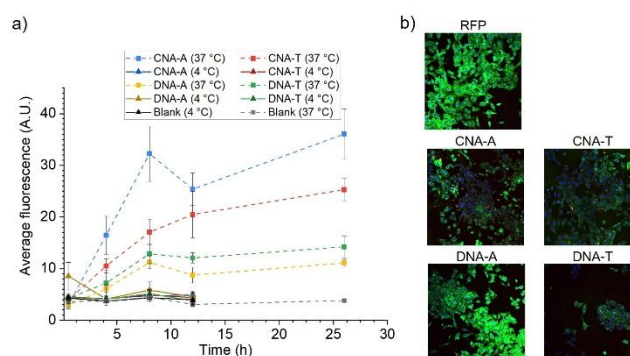 a)
CNA-A (37 °C) CNA-T (37 °C)
CNA-A (4 °C) CNA-T (4 °C)
DNA-A (37 °C) DNA-T (37 °C)
DNA-A (4 °C) DNA-T (4 °C)
Blank (4 °C) Blank (37 °C)
Average fluorescence (A.U.)
40
30
20
10
0
0 5 10 15 20 25 30
Time (h)
b)
RFP
CNA-A CNA-T
DNA-A DNA-T